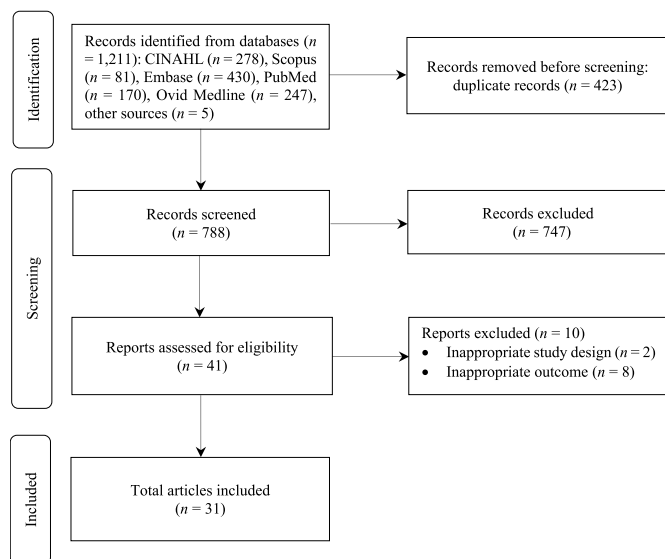 Identification
Records identified from databases (n
= 1,211): CINAHL (n = 278), Scopus
(n = 81), Embase (n = 430), PubMed
(n = 170), Ovid Medline (n = 247),
other sources (n = 5)
Records removed before screening:
duplicate records (n = 423)
Screening
Records screened
(n = 788)
Records excluded
(n = 747)
Reports assessed for eligibility
(n = 41)
Reports excluded (n = 10)
• Inappropriate study design (n = 2)
• Inappropriate outcome (n = 8)
Included
Total articles included
(n = 31)